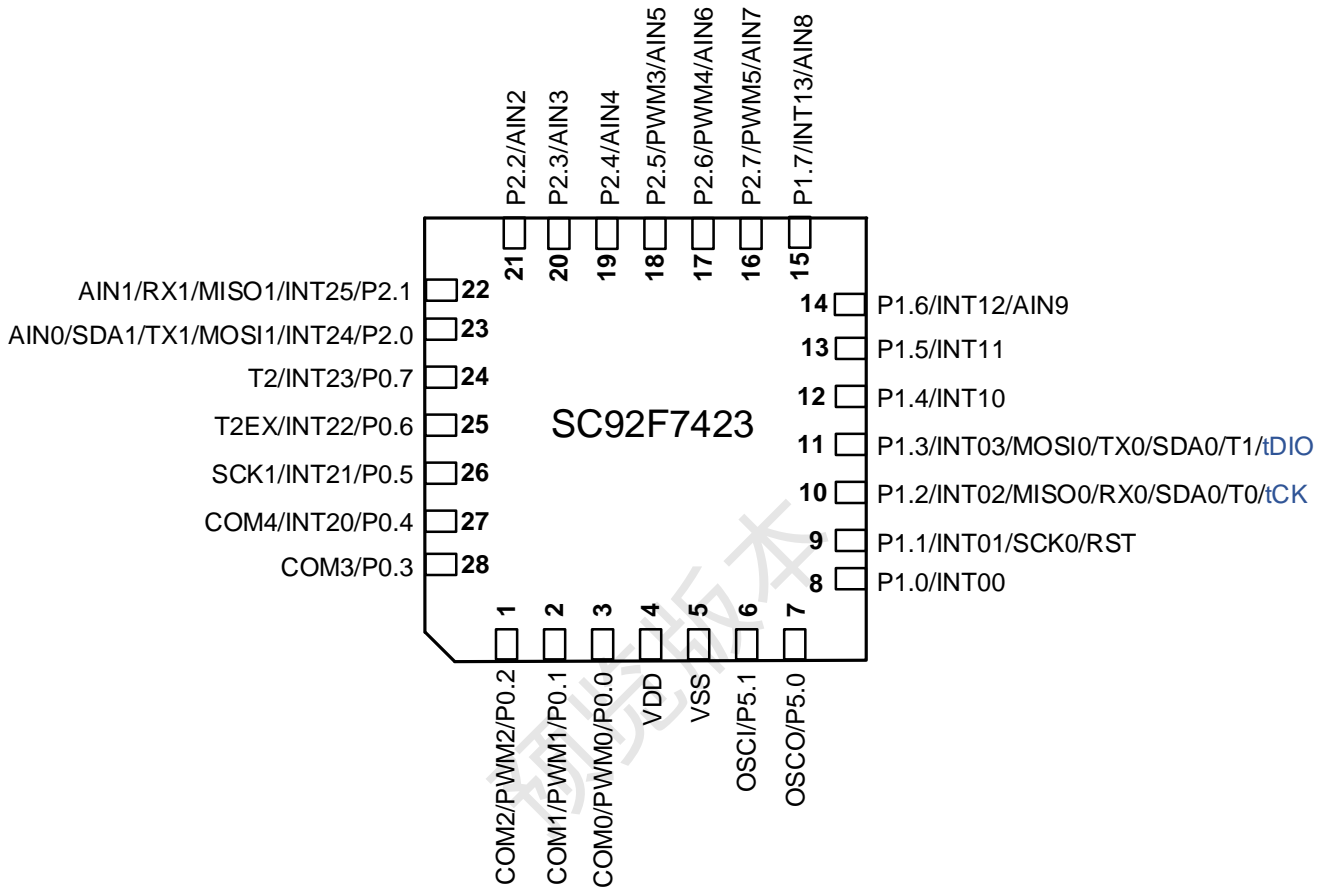 P2.2/AIN2
P2.3/AIN3
P2.4/AIN4
P2.5/PWM3/AIN5
P2.6/PWM4/AIN6
P2.7/PWM5/AIN7
P1.7/INT13/AIN8
21
20
19
18
17
16
15
AIN1/RX1/MISO1/INT25/P2.1 22
AIN0/SDA1/TX1/MOSI1/INT24/P2.0 23
T2/INT23/P0.7 24
T2EX/INT22/P0.6 25
SCK1/INT21/P0.5 26
COM4/INT20/P0.4 27
COM3/P0.3 28
SC92F7423
14 P1.6/INT12/AIN9
13 P1.5/INT11
12 P1.4/INT10
11 P1.3/INT03/MOSI0/TX0/SDA0/T1/tDIO
10 P1.2/INT02/MISO0/RX0/SDA0/T0/tCK
9 P1.1/INT01/SCK0/RST
8 P1.0/INT00
1
2
3
4
5
6
7
COM2/PWM2/P0.2
COM1/PWM1/P0.1
COM0/PWM0/P0.0
VDD
VSS
OSCI/P5.1
OSCO/P5.0
预览版本